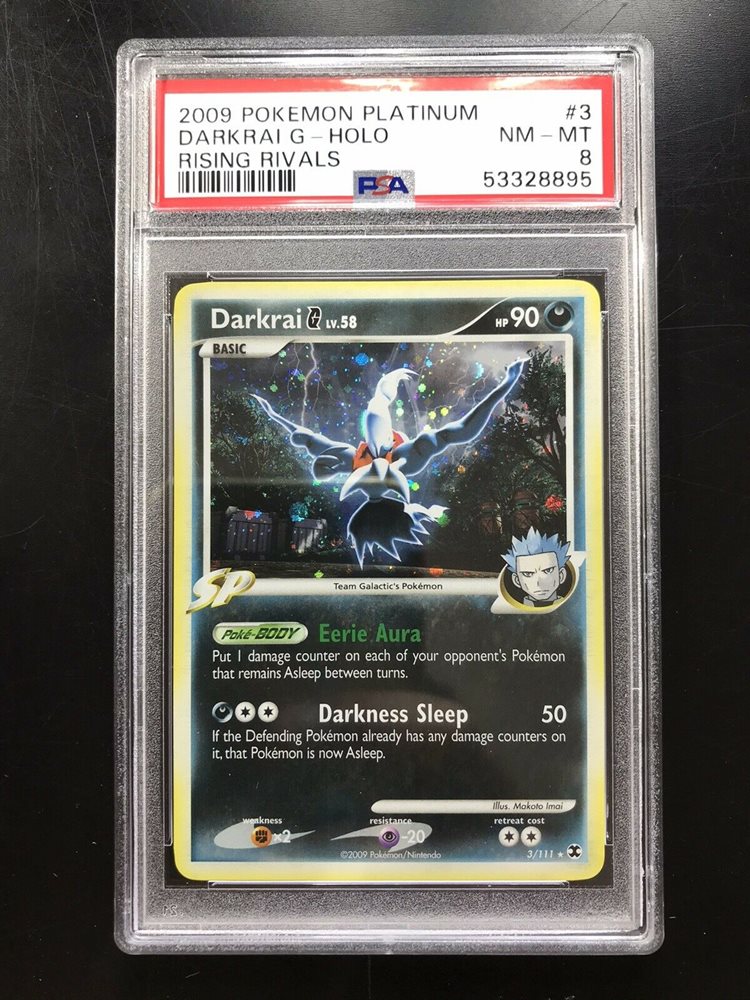 2009 POKEMON PLATINUM #3
DARKRAI G-HOLO NM-MT
RISING RIVALS 8
PSA 53328895
Darkrai G LV.58 HP 90
BASIC
SP
Team Galactic's Pokémon
Poké-BODY Eerie Aura
Put 1 damage counter on each of your opponent's Pokémon
that remains Asleep between turns.
Darkness Sleep 50
If the Defending Pokémon already has any damage counters on
it, that Pokémon is now Asleep.
Illus. Makoto Imai
weakness resistance retreat cost
×2 -20
©2009 Pokémon/Nintendo 3/111